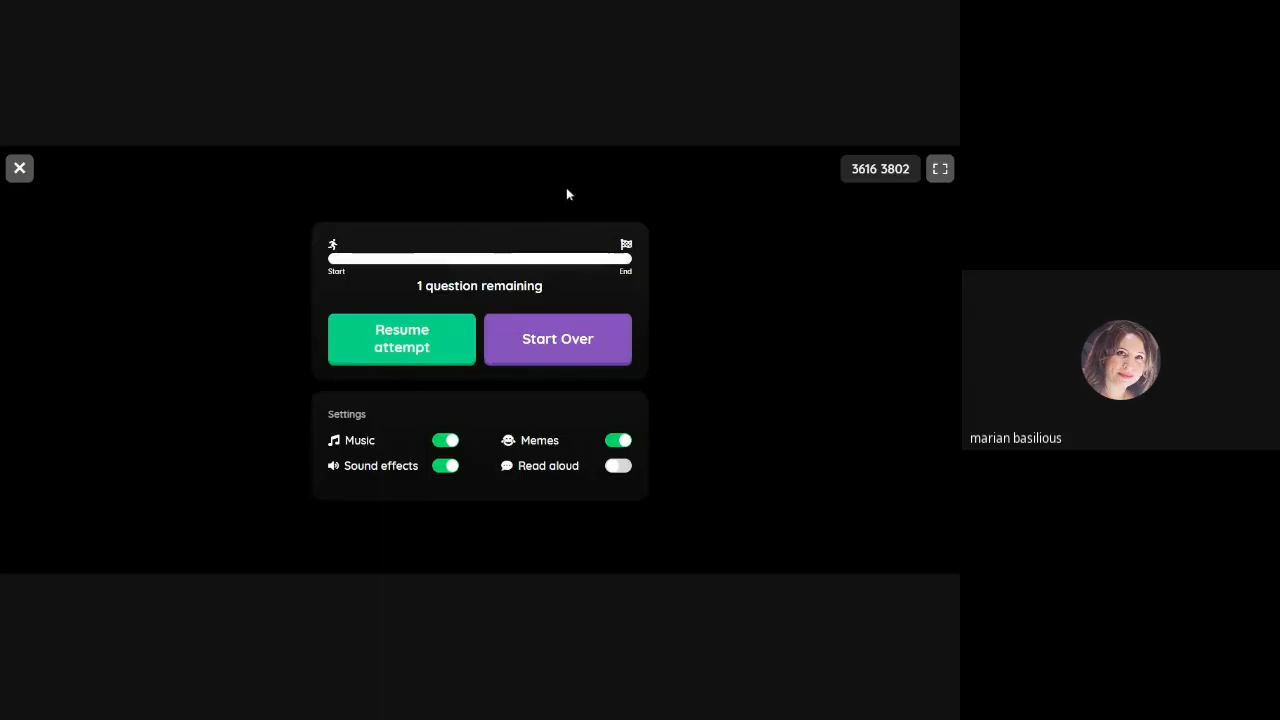 3616 3802
Start
End
1 question remaining
Resume
attempt
Start Over
Settings
Music
Memes
Sound effects
Read aloud
marian basilious